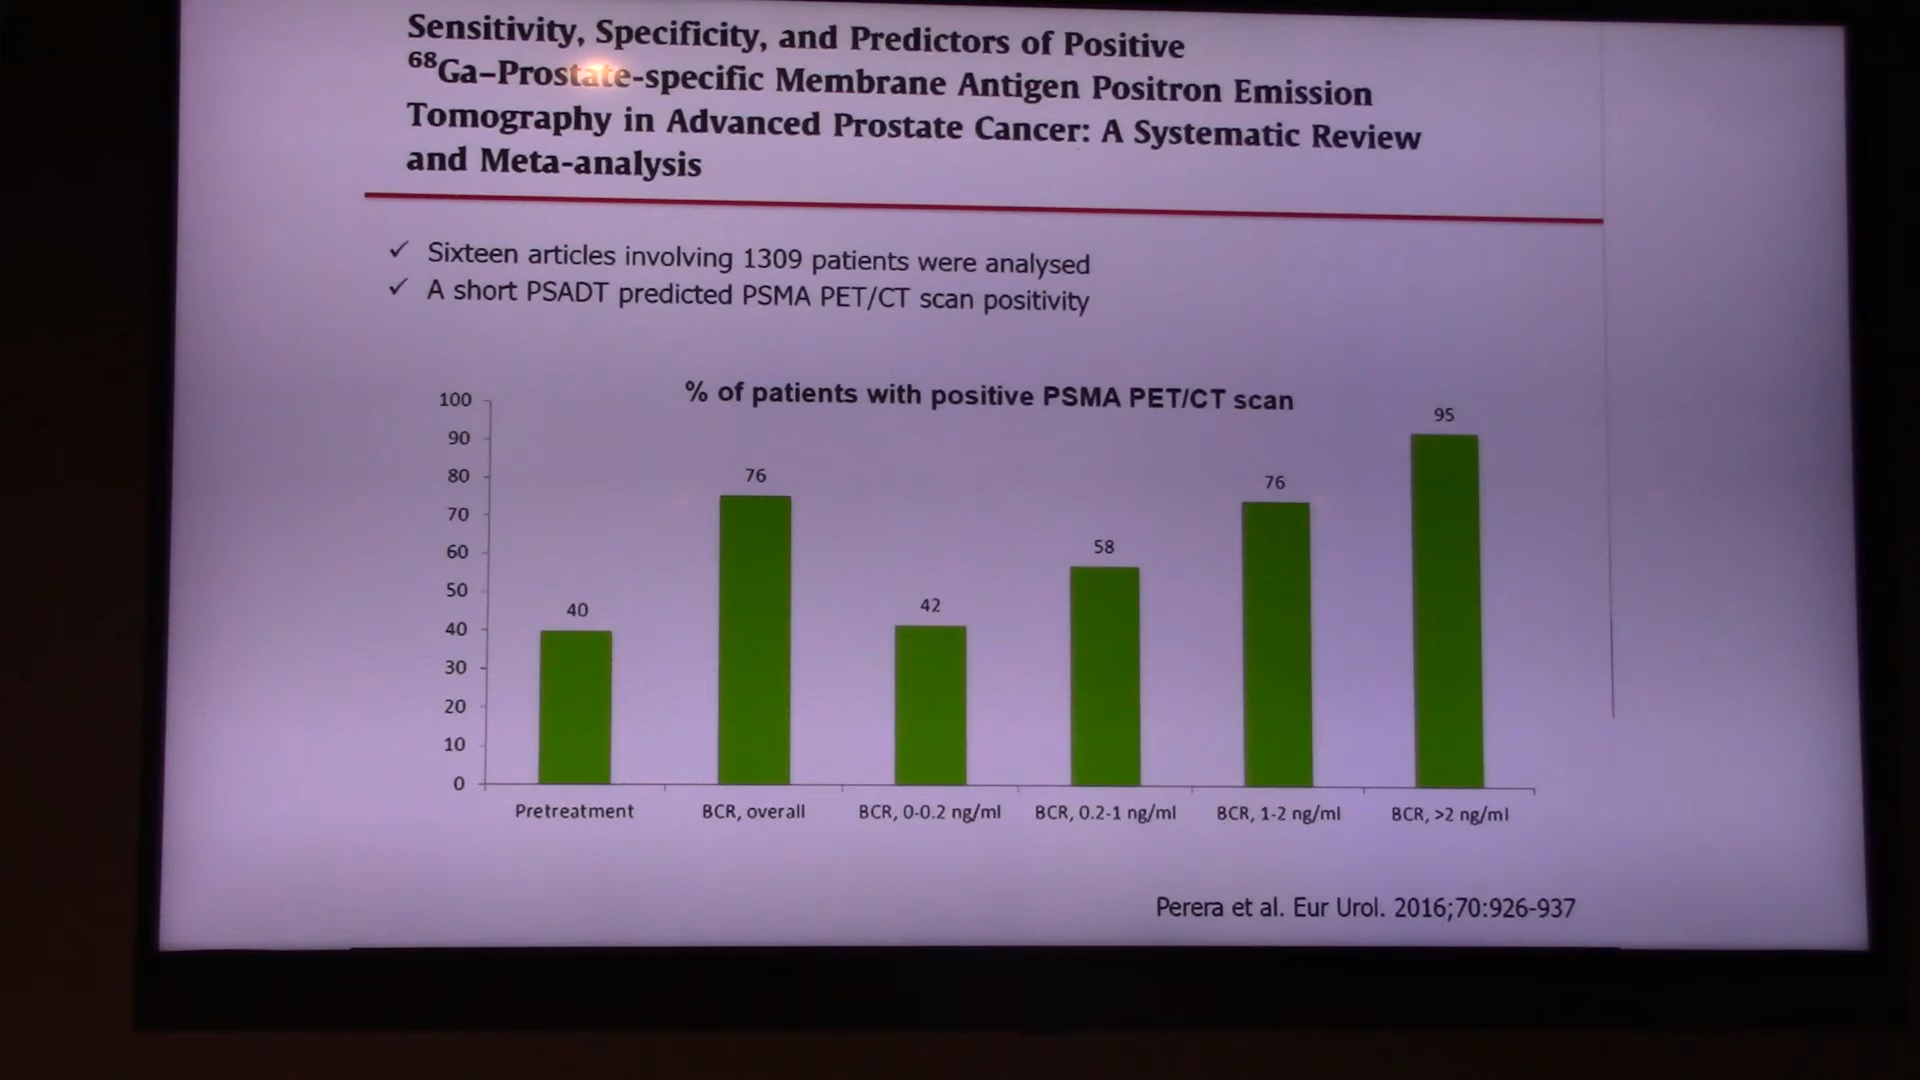 Sensitivity, Specificity, and Predictors of Positive
⁶⁸Ga–Prostate-specific Membrane Antigen Positron Emission
Tomography in Advanced Prostate Cancer: A Systematic Review
and Meta-analysis
✓ Sixteen articles involving 1309 patients were analysed
✓ A short PSADT predicted PSMA PET/CT scan positivity
% of patients with positive PSMA PET/CT scan
100
90
80
70
60
50
40
30
20
10
0
40
76
42
58
76
95
Pretreatment
BCR, overall
BCR, 0-0.2 ng/ml
BCR, 0.2-1 ng/ml
BCR, 1-2 ng/ml
BCR, >2 ng/ml
Perera et al. Eur Urol. 2016;70:926-937